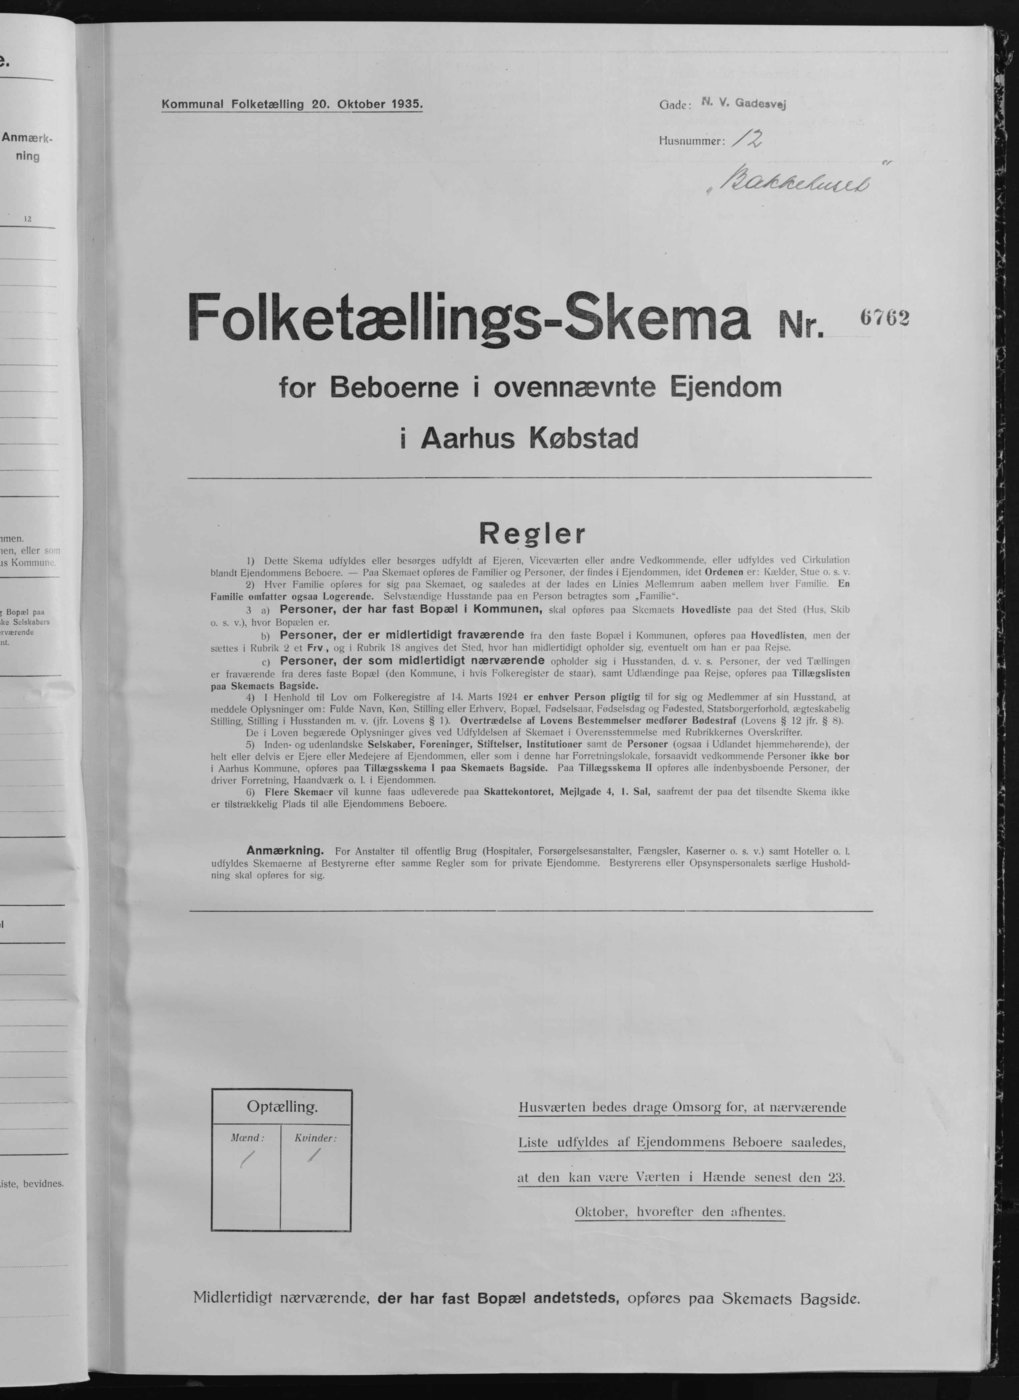 e.
Anmærk-
ning
12
mmen.
nen, eller som
us Kommune.
g Bopæl paa
ske Selskabers
erværende
nt.
el
iste, bevidnes.
Kommunal Folketælling 20. Oktober 1935.
Gade: N. V. Gadesvej
Husnummer: 12
„Bakkehuset"
Folketællings-Skema Nr. 6762
for Beboerne i ovennævnte Ejendom
i Aarhus Købstad
Regler
1) Dette Skema udfyldes eller besørges udfyldt af Ejeren, Viceværten eller andre Vedkommende, eller udfyldes ved Cirkulation
blandt Ejendommens Beboere. — Paa Skemaet opføres de Familier og Personer, der findes i Ejendommen, idet Ordenen er: Kælder, Stue o. s. v.
2) Hver Familie opføres for sig paa Skemaet, og saaledes at der lades en Linies Mellemrum aaben mellem hver Familie. En
Familie omfatter ogsaa Logerende. Selvstændige Husstande paa en Person betragtes som „Familie".
3 a) Personer, der har fast Bopæl i Kommunen, skal opføres paa Skemaets Hovedliste paa det Sted (Hus, Skib
o. s. v.), hvor Bopælen er.
b) Personer, der er midlertidigt fraværende fra den faste Bopæl i Kommunen, opføres paa Hovedlisten, men der
sættes i Rubrik 2 et Frv., og i Rubrik 18 angives det Sted, hvor han midlertidigt opholder sig, eventuelt om han er paa Rejse.
c) Personer, der som midlertidigt nærværende opholder sig i Husstanden, d. v. s. Personer, der ved Tællingen
er fraværende fra deres faste Bopæl (den Kommune, i hvis Folkeregister de staar), samt Udlændinge paa Rejse, opføres paa Tillægslisten
paa Skemaets Bagside.
4) I Henhold til Lov om Folkeregistre af 14. Marts 1924 er enhver Person pligtig til for sig og Medlemmer af sin Husstand, at
meddele Oplysninger om: Fulde Navn, Køn, Stilling eller Erhverv, Bopæl, Fødselsaar, Fødselsdag og Fødested, Statsborgerforhold, ægteskabelig
Stilling, Stilling i Husstanden m. v. (jfr. Lovens § 1). Overtrædelse af Lovens Bestemmelser medfører Bødestraf (Lovens § 12 jfr. § 8).
De i Loven begærede Oplysninger gives ved Udfyldelsen af Skemaet i Overensstemmelse med Rubrikkernes Overskrifter.
5) Inden- og udenlandske Selskaber, Foreninger, Stiftelser, Institutioner samt de Personer (ogsaa i Udlandet hjemmehørende), der
helt eller delvis er Ejere eller Medejere af Ejendommen, eller som i denne har Forretningslokale, forsaavidt vedkommende Personer ikke bor
i Aarhus Kommune, opføres paa Tillægsskema I paa Skemaets Bagside. Paa Tillægsskema II opføres alle indenbysboende Personer, der
driver Forretning, Haandværk o. l. i Ejendommen.
6) Flere Skemaer vil kunne faas udleverede paa Skattekontoret, Mejlgade 4, 1. Sal, saafremt der paa det tilsendte Skema ikke
er tilstrækkelig Plads til alle Ejendommens Beboere.
Anmærkning. For Anstalter til offentlig Brug (Hospitaler, Forsørgelsesanstalter, Fængsler, Kaserner o. s. v.) samt Hoteller o. l.
udfyldes Skemaerne af Bestyrerne efter samme Regler som for private Ejendomme. Bestyrerens eller Opsynspersonalets særlige Hushold-
ning skal opføres for sig.
Optælling.
Mænd: Kvinder:
1 1
Husværten bedes drage Omsorg for, at nærværende
Liste udfyldes af Ejendommens Beboere saaledes,
at den kan være Værten i Hænde senest den 23.
Oktober, hvorefter den afhentes.
Midlertidigt nærværende, der har fast Bopæl andetsteds, opføres paa Skemaets Bagside.